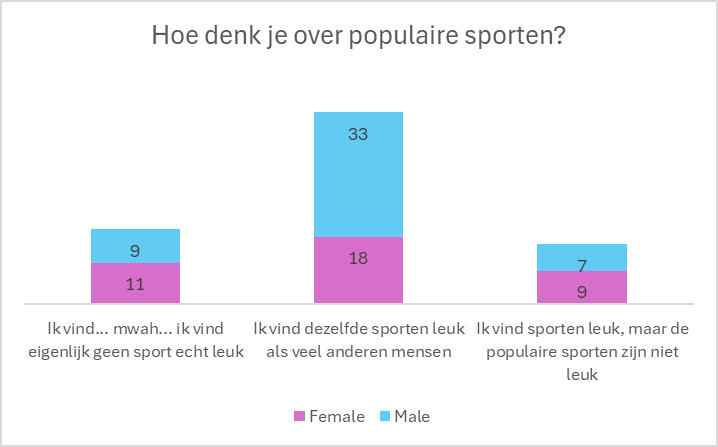 Hoe denk je over populaire sporten?
33
9
18
7
11
9
Ik vind... mwah... ik vind
eigenlijk geen sport echt leuk
Ik vind dezelfde sporten leuk
als veel anderen mensen
Ik vind sporten leuk, maar de
populaire sporten zijn niet
leuk
Female
Male